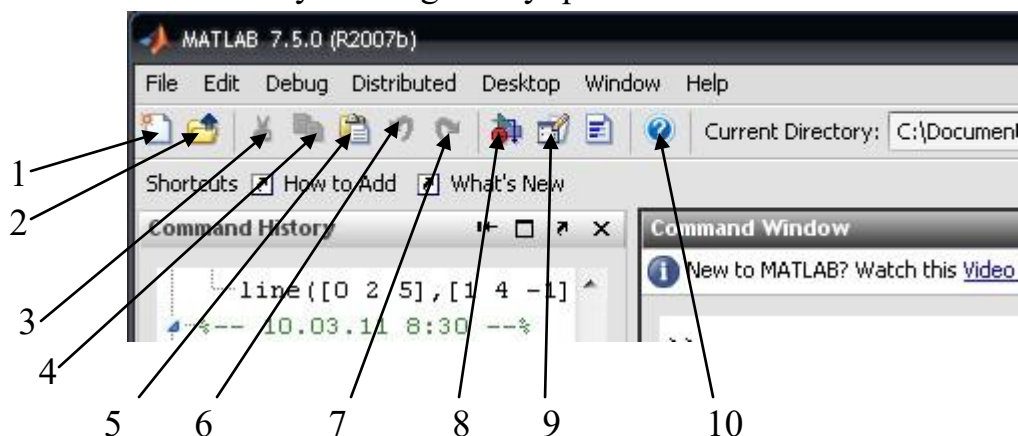 MATLAB 7.5.0 (R2007b)
File Edit Debug Distributed Desktop Window Help
Current Directory: C:\Document
1
Shortcuts How to Add What's New
2
Command History Command Window
New to MATLAB? Watch this Video
line([0 2 5],[1 4 -1]
3
%-- 10.03.11 8:30 --%
>>
4
5 6 7 8 9 10